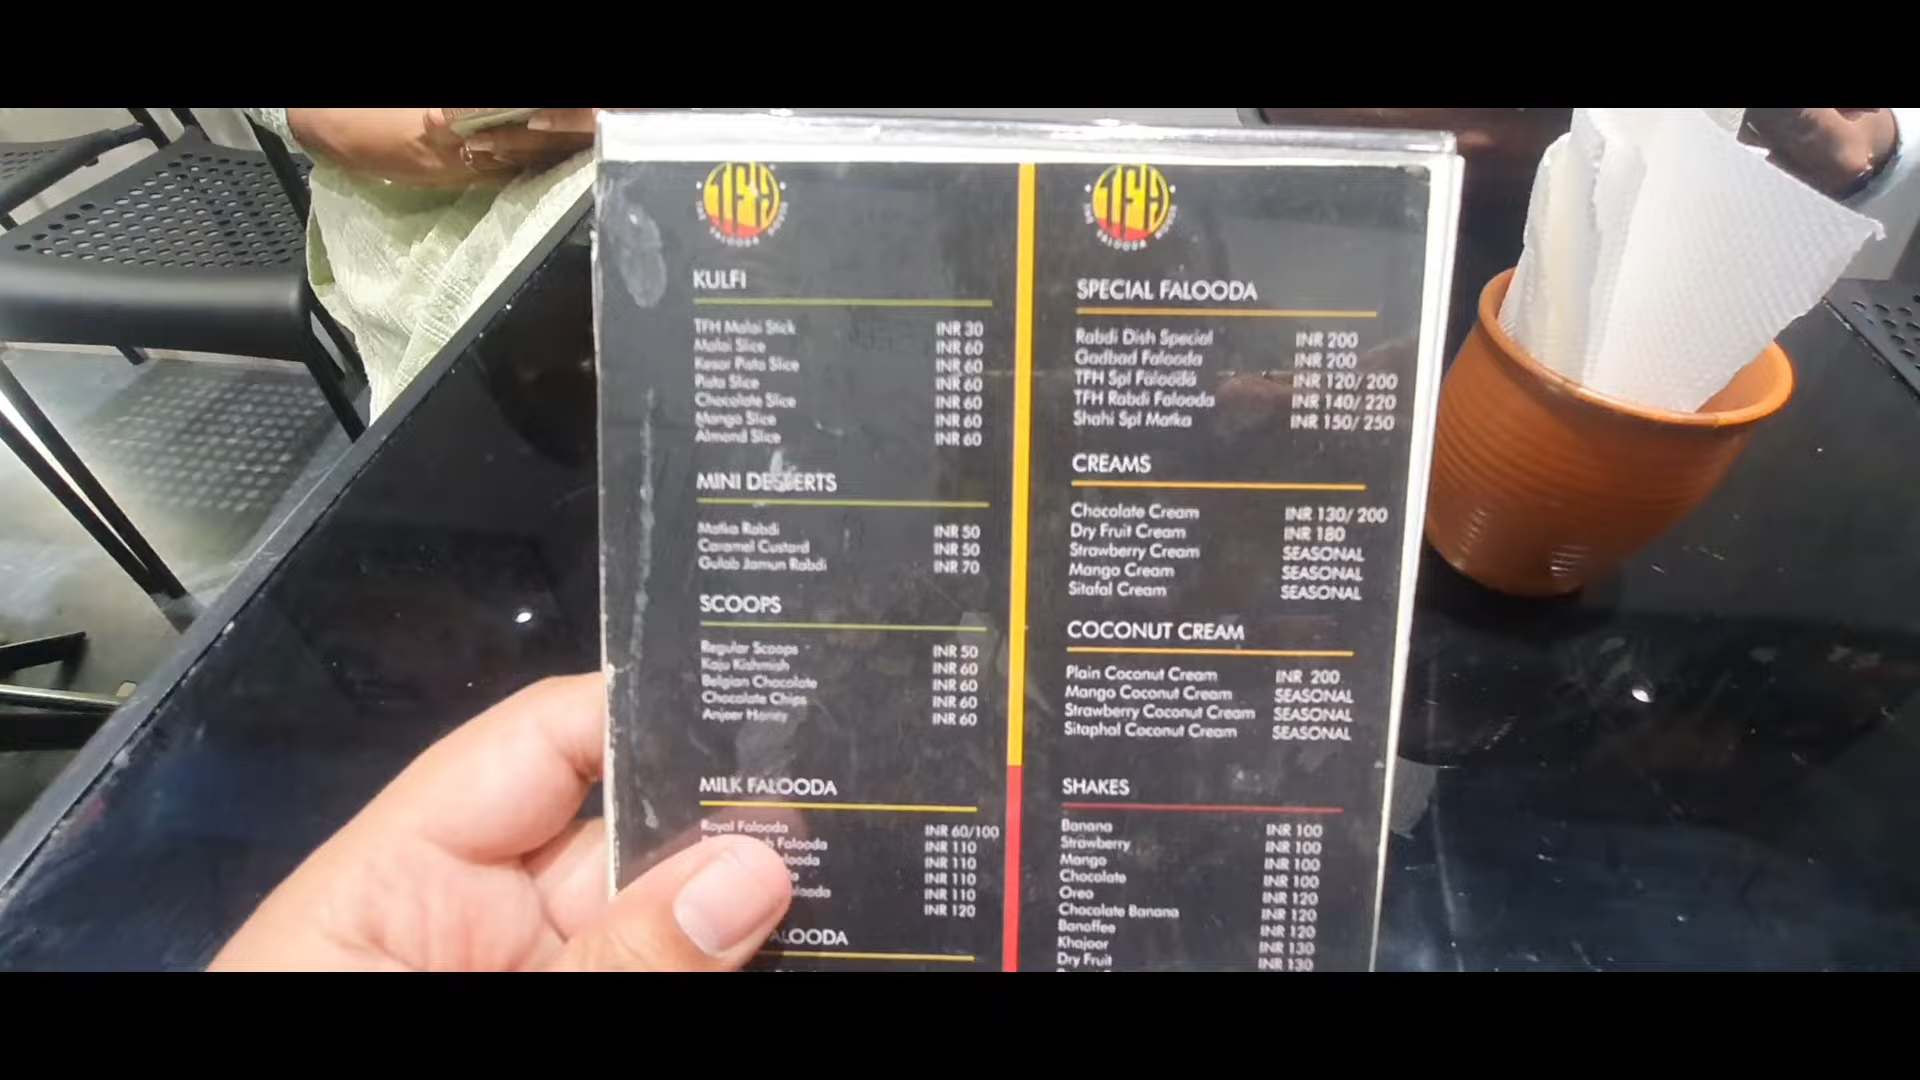 TFH
THE FALOODA HOUSE
KULFI
TFH Malai Stick INR 30
Malai Slice INR 60
Kesar Pista Slice INR 60
Pista Slice INR 60
Chocolate Slice INR 60
Mango Slice INR 60
Almond Slice INR 60
MINI DESSERTS
Matka Rabdi INR 50
Caramel Custard INR 50
Gulab Jamun Rabdi INR 70
SCOOPS
Regular Scoops INR 50
Kaju Kishmish INR 60
Belgian Chocolate INR 60
Chocolate Chips INR 60
Anjeer Honey INR 60
MILK FALOODA
Royal Falooda INR 60/100
Falooda INR 110
INR 110
INR 110
INR 110
INR 120
TFH
THE FALOODA HOUSE
SPECIAL FALOODA
Rabdi Dish Special INR 200
Gadbad Falooda INR 200
TFH Spl Falooda INR 120/ 200
TFH Rabdi Falooda INR 140/ 220
Shahi Spl Matka INR 150/ 250
CREAMS
Chocolate Cream INR 130/ 200
Dry Fruit Cream INR 180
Strawberry Cream SEASONAL
Mango Cream SEASONAL
Sitafal Cream SEASONAL
COCONUT CREAM
Plain Coconut Cream INR 200
Mango Coconut Cream SEASONAL
Strawberry Coconut Cream SEASONAL
Sitaphal Coconut Cream SEASONAL
SHAKES
Banana INR 100
Strawberry INR 100
Mango INR 100
Chocolate INR 100
Oreo INR 120
Chocolate Banana INR 120
Banoffee INR 120
Khajoor INR 130
Dry Fruit INR 130